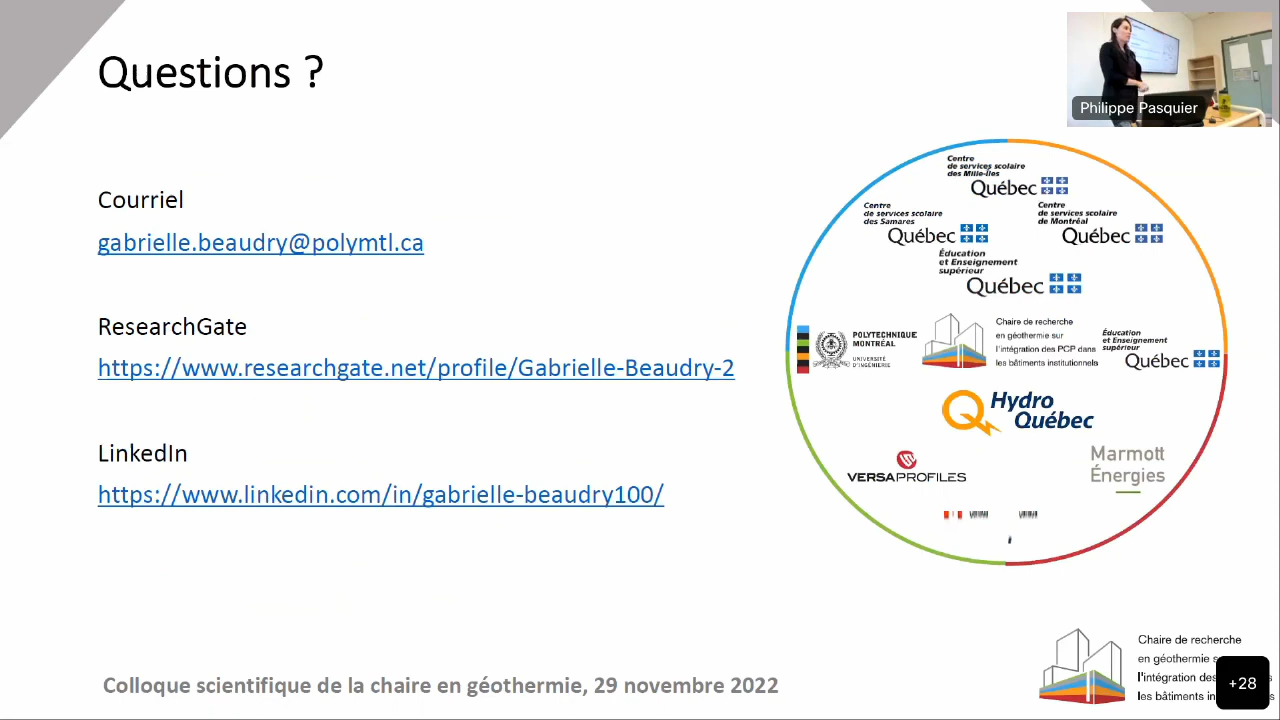 Questions ?
Philippe Pasquier
Courriel
gabrielle.beaudry@polymtl.ca
ResearchGate
https://www.researchgate.net/profile/Gabrielle-Beaudry-2
LinkedIn
https://www.linkedin.com/in/gabrielle-beaudry100/
Centre
de services scolaire
des Mille-Îles
Québec
Centre
de services scolaire
des Samares
Québec
Centre
de services scolaire
de Montréal
Québec
Éducation
et Enseignement
supérieur
Québec
POLYTECHNIQUE
MONTRÉAL
UNIVERSITÉ
D'INGÉNIERIE
Chaire de recherche
en géothermie sur
l'intégration des PCP dans
les bâtiments institutionnels
Éducation
et Enseignement
supérieur
Québec
Hydro
Québec
VERSAPROFILES
Marmott
Énergies
Colloque scientifique de la chaire en géothermie, 29 novembre 2022
Chaire de recherche
en géothermie
l'intégration des
les bâtiments
+28